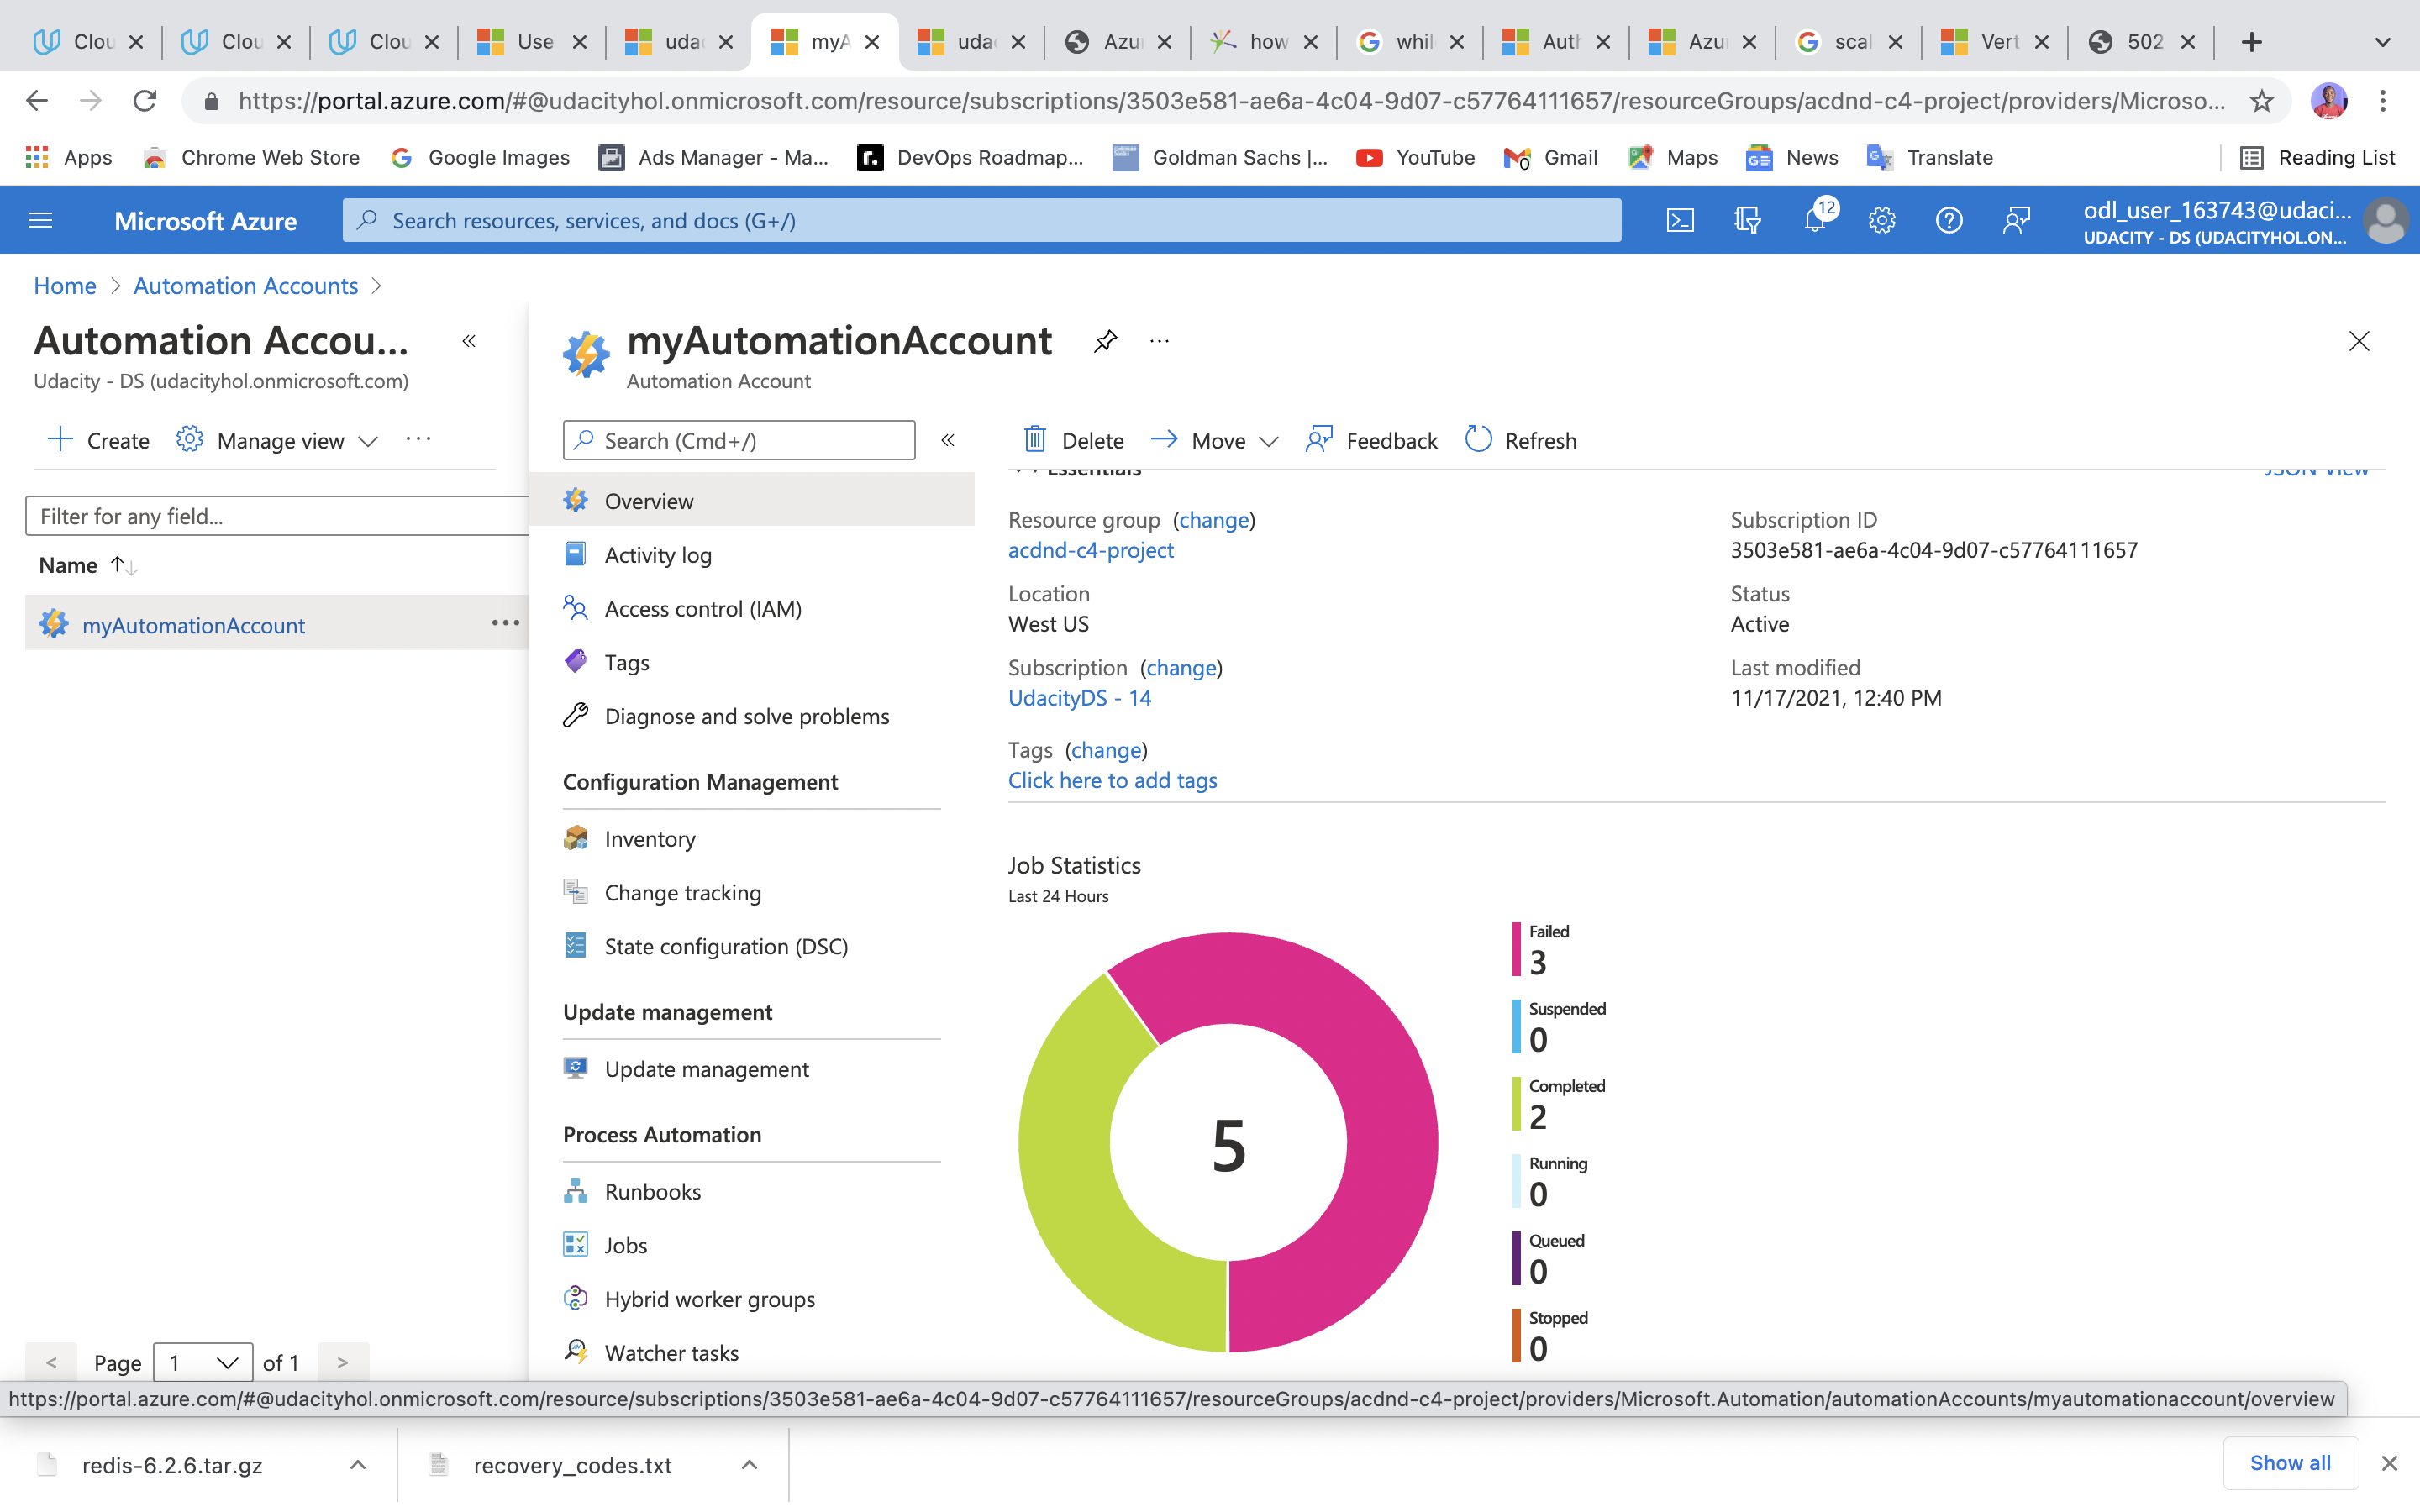 Clou
Clou
Clou
Use
uda
myA
uda
Azu
how
whil
Auth
Azu
scal
Vert
502
https://portal.azure.com/#@udacityhol.onmicrosoft.com/resource/subscriptions/3503e581-ae6a-4c04-9d07-c57764111657/resourceGroups/acdnd-c4-project/providers/Microso...
Apps
Chrome Web Store
Google Images
Ads Manager - Ma...
DevOps Roadmap...
Goldman Sachs |...
YouTube
Gmail
Maps
News
Translate
Reading List
Microsoft Azure
Search resources, services, and docs (G+/)
12
odl_user_163743@udaci...
UDACITY - DS (UDACITYHOL.ON...
Home > Automation Accounts >
Automation Accou...
Udacity - DS (udacityhol.onmicrosoft.com)
+ Create
Manage view
...
Filter for any field...
Name
myAutomationAccount
...
< Page 1 of 1 >
myAutomationAccount
...
Automation Account
Search (Cmd+/)
Overview
Activity log
Access control (IAM)
Tags
Diagnose and solve problems
Configuration Management
Inventory
Change tracking
State configuration (DSC)
Update management
Update management
Process Automation
Runbooks
Jobs
Hybrid worker groups
Watcher tasks
Delete
Move
Feedback
Refresh
Essentials
JSON View
Resource group (change)
acdnd-c4-project
Location
West US
Subscription (change)
UdacityDS - 14
Tags (change)
Click here to add tags
Subscription ID
3503e581-ae6a-4c04-9d07-c57764111657
Status
Active
Last modified
11/17/2021, 12:40 PM
Job Statistics
Last 24 Hours
5
Failed
3
Suspended
0
Completed
2
Running
0
Queued
0
Stopped
0
https://portal.azure.com/#@udacityhol.onmicrosoft.com/resource/subscriptions/3503e581-ae6a-4c04-9d07-c57764111657/resourceGroups/acdnd-c4-project/providers/Microsoft.Automation/automationAccounts/myautomationaccount/overview
redis-6.2.6.tar.gz
recovery_codes.txt
Show all